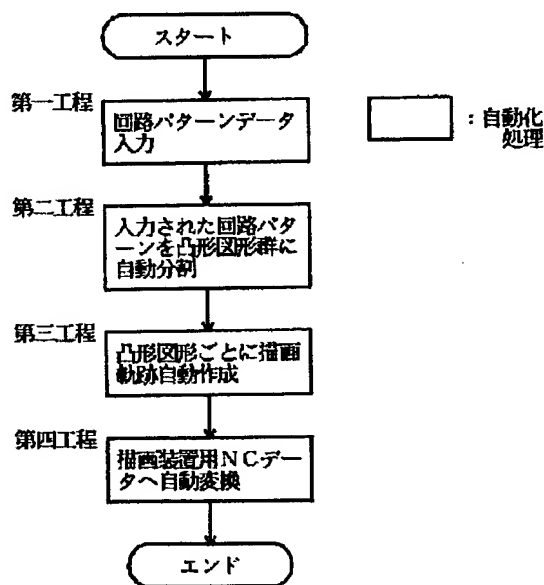 スタート
第一工程
回路パターンデータ
入力
：自動化
処理
第二工程
入力された回路パタ
ーンを凸形図形群に
自動分割
第三工程
凸形図形ごとに描画
軌跡自動作成
第四工程
描画装置用ＮＣデー
タへ自動変換
エンド